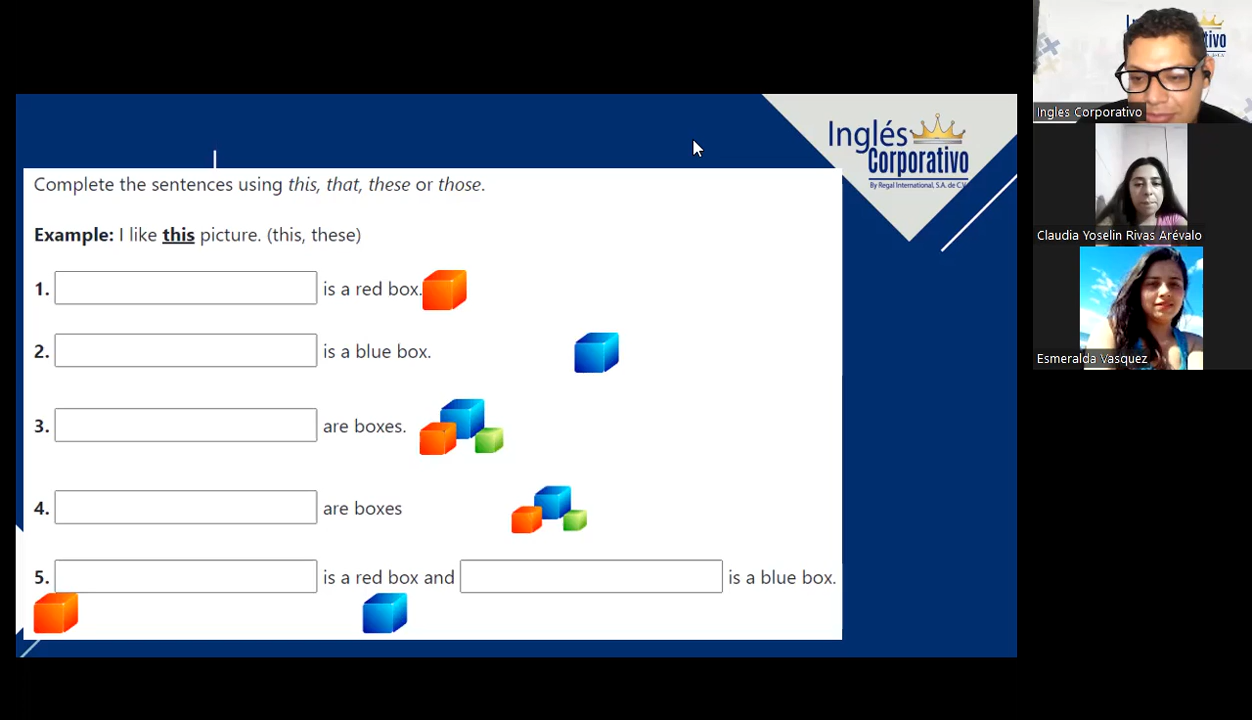 Inglés
Corporativo
By Regal International, S.A. de C.V.
Complete the sentences using this, that, these or those.
Example: I like this picture. (this, these)
1. is a red box.
2. is a blue box.
3. are boxes.
4. are boxes
5. is a red box and is a blue box.
Ingles Corporativo
Claudia Yoselin Rivas Arévalo
Esmeralda Vasquez